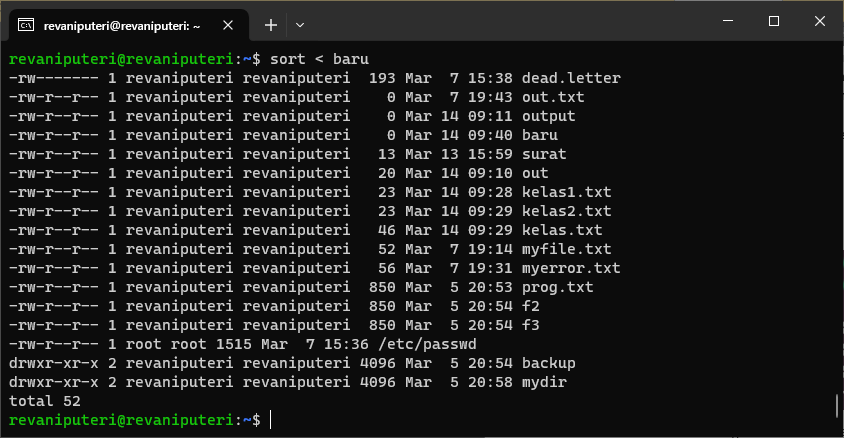 revaniputeri@revaniputeri: ~
revaniputeri@revaniputeri:~$ sort < baru
-rw------- 1 revaniputeri revaniputeri  193 Mar  7 15:38 dead.letter
-rw-r--r-- 1 revaniputeri revaniputeri    0 Mar  7 19:43 out.txt
-rw-r--r-- 1 revaniputeri revaniputeri    0 Mar 14 09:11 output
-rw-r--r-- 1 revaniputeri revaniputeri    0 Mar 14 09:40 baru
-rw-r--r-- 1 revaniputeri revaniputeri   13 Mar 13 15:59 surat
-rw-r--r-- 1 revaniputeri revaniputeri   20 Mar 14 09:10 out
-rw-r--r-- 1 revaniputeri revaniputeri   23 Mar 14 09:28 kelas1.txt
-rw-r--r-- 1 revaniputeri revaniputeri   23 Mar 14 09:29 kelas2.txt
-rw-r--r-- 1 revaniputeri revaniputeri   46 Mar 14 09:29 kelas.txt
-rw-r--r-- 1 revaniputeri revaniputeri   52 Mar  7 19:14 myfile.txt
-rw-r--r-- 1 revaniputeri revaniputeri   56 Mar  7 19:31 myerror.txt
-rw-r--r-- 1 revaniputeri revaniputeri  850 Mar  5 20:53 prog.txt
-rw-r--r-- 1 revaniputeri revaniputeri  850 Mar  5 20:54 f2
-rw-r--r-- 1 revaniputeri revaniputeri  850 Mar  5 20:54 f3
-rw-r--r-- 1 root root 1515 Mar  7 15:36 /etc/passwd
drwxr-xr-x 2 revaniputeri revaniputeri 4096 Mar  5 20:54 backup
drwxr-xr-x 2 revaniputeri revaniputeri 4096 Mar  5 20:58 mydir
total 52
revaniputeri@revaniputeri:~$